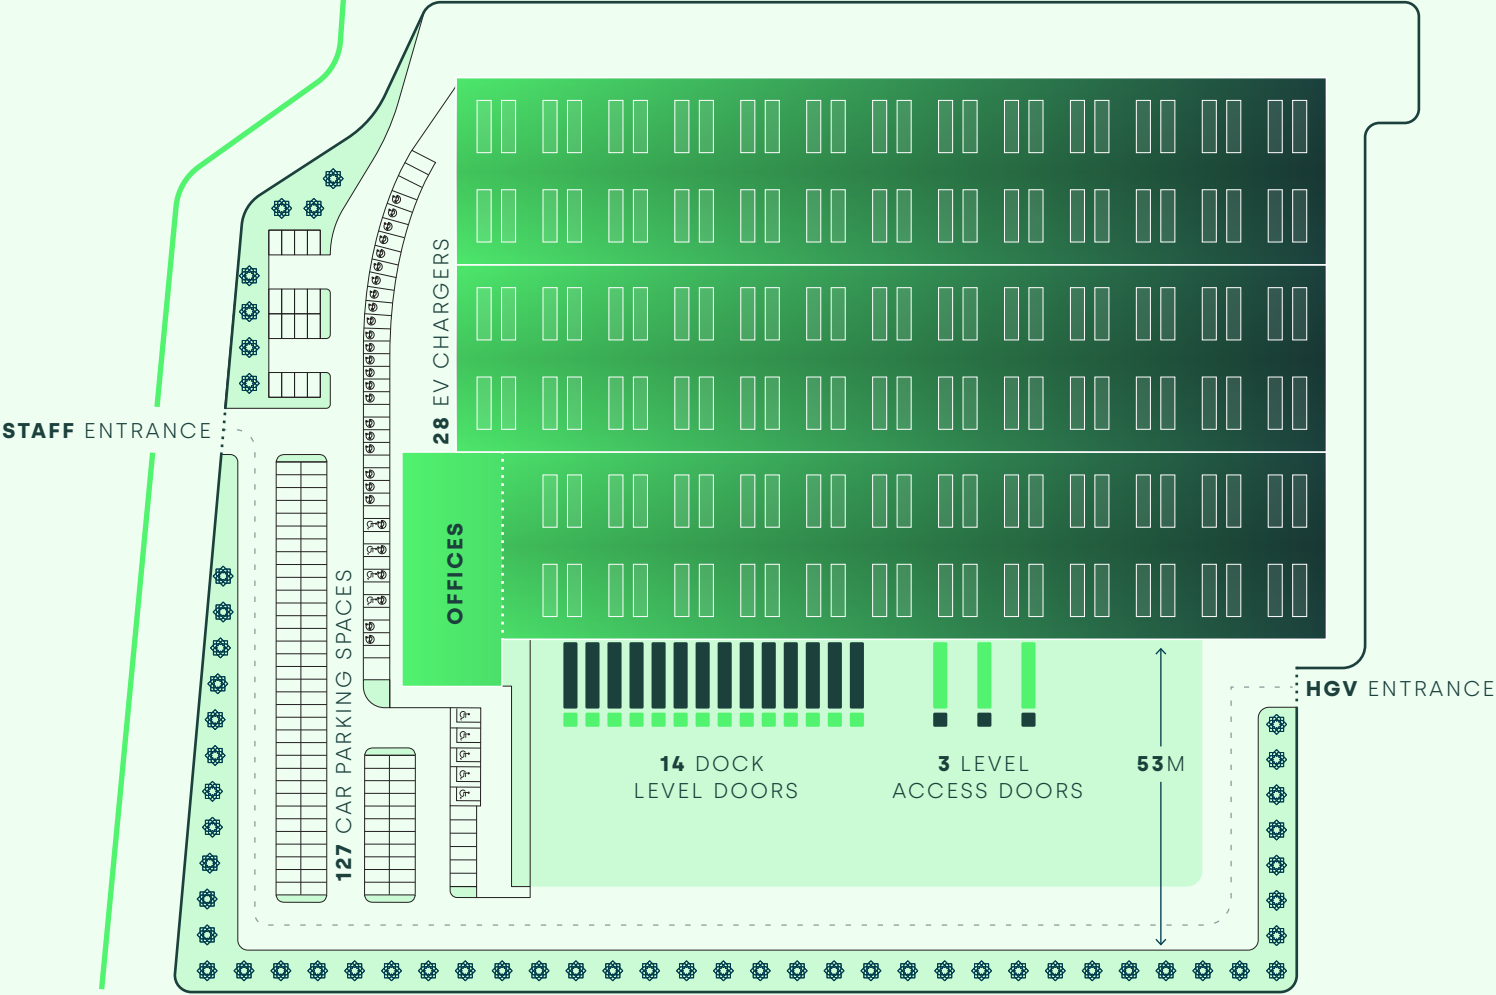 28 EV CHARGERS
STAFF ENTRANCE
OFFICES
127 CAR PARKING SPACES
HGV ENTRANCE
14 DOCK
LEVEL DOORS
3 LEVEL
ACCESS DOORS
53M